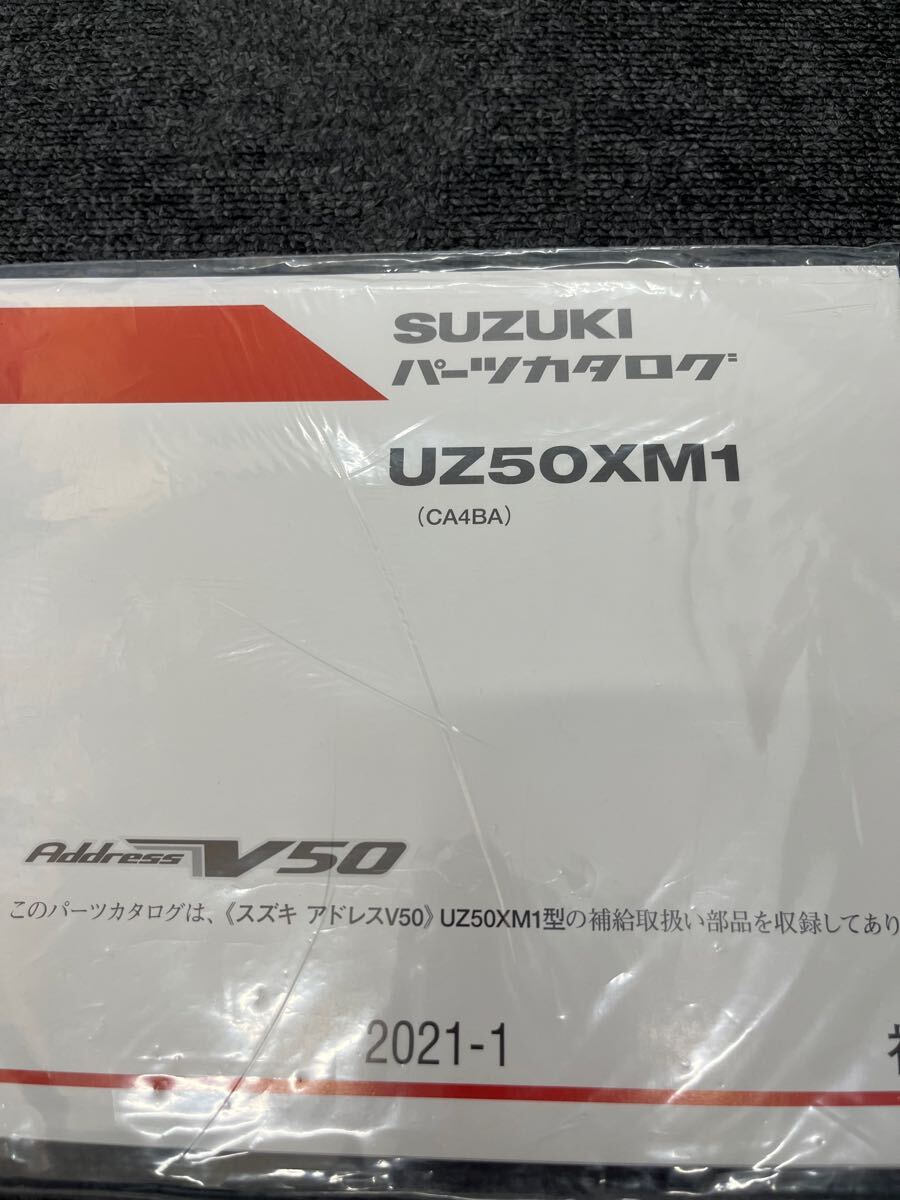 SUZUKI
パーツカタログ
UZ50XM1
(CA4BA)
Address V50
このパーツカタログは、《スズキ アドレスV50》UZ50XM1型の補給取扱い部品を収録してあり
2021-1